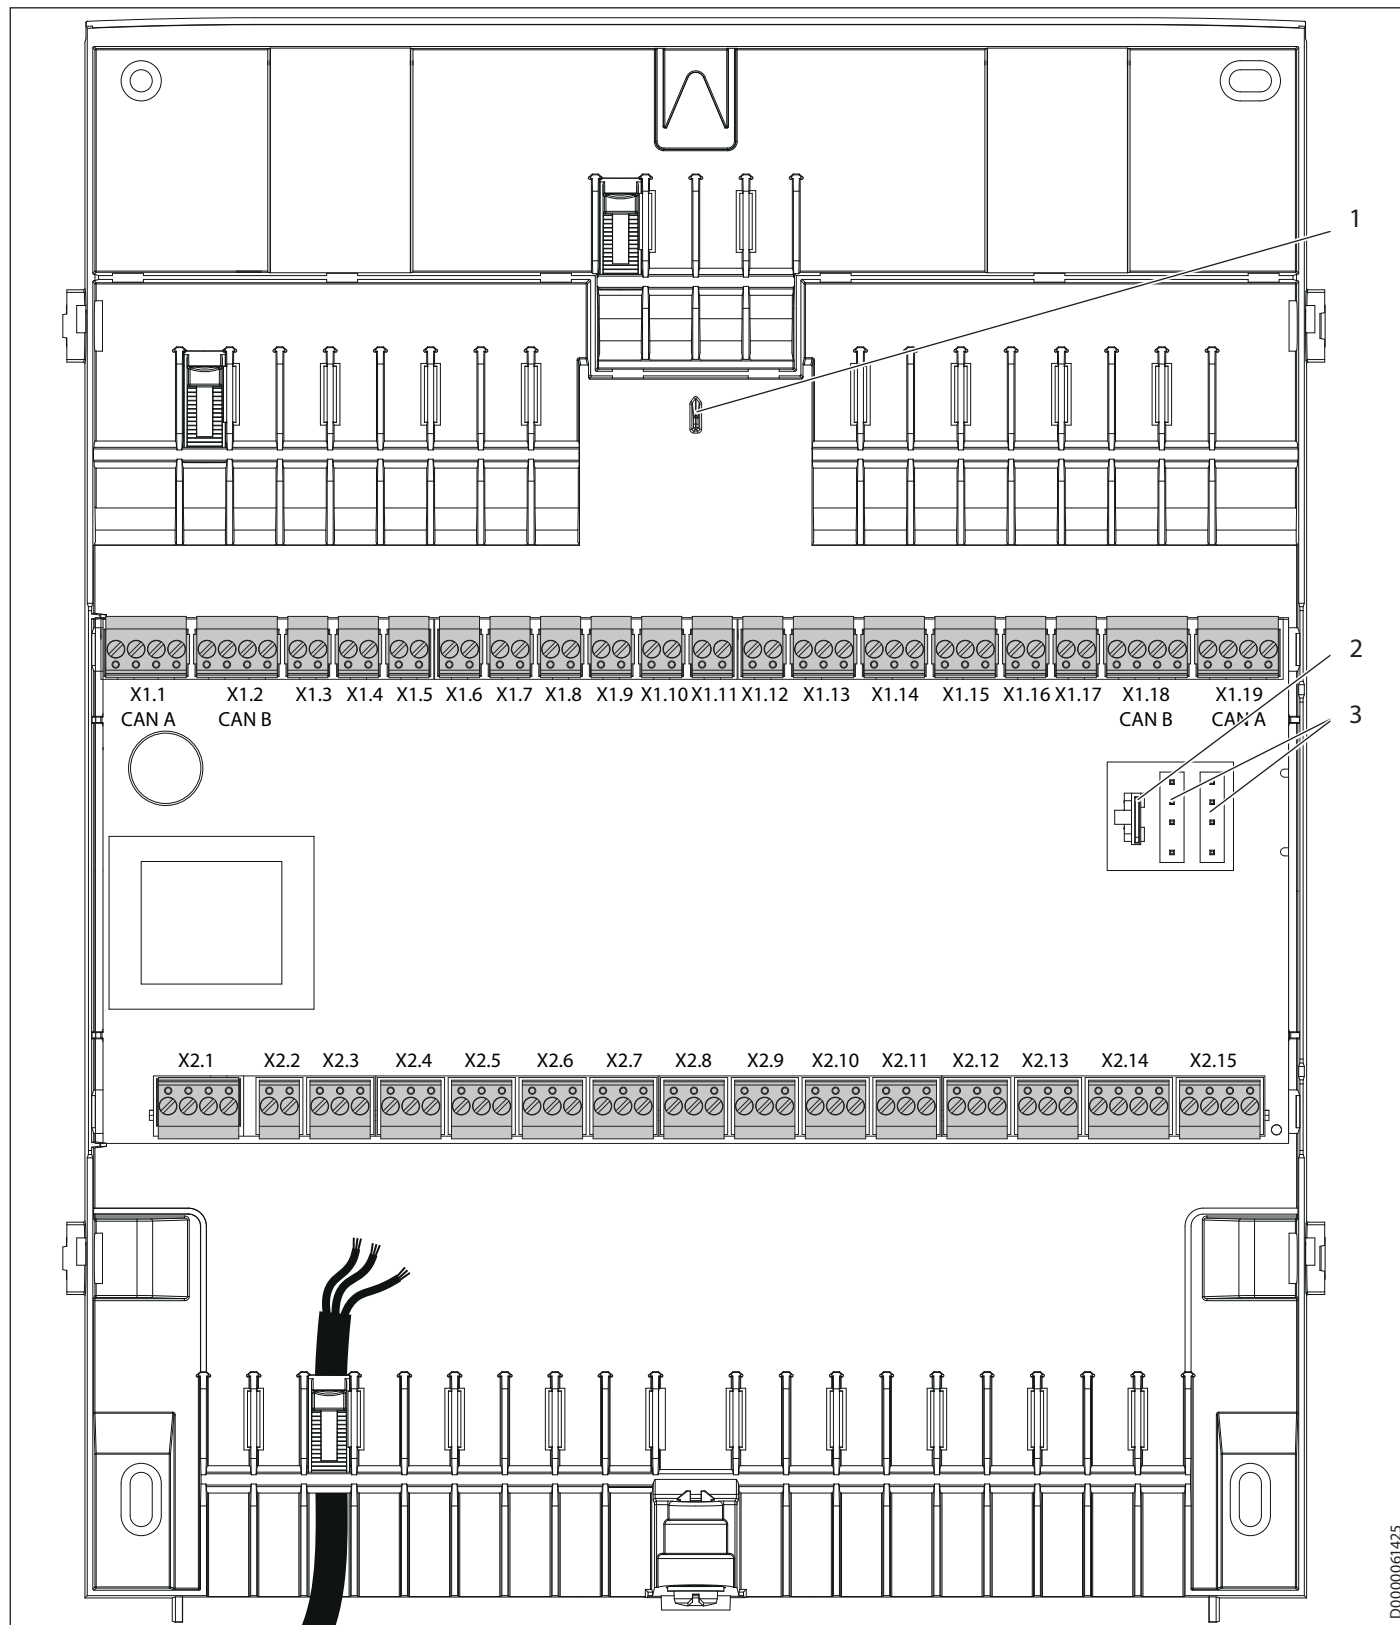 1
X1.1 X1.2 X1.3 X1.4 X1.5 X1.6 X1.7 X1.8 X1.9 X1.10 X1.11 X1.12 X1.13 X1.14 X1.15 X1.16 X1.17 X1.18 X1.19
CAN A CAN B CAN B CAN A
2
3
X2.1 X2.2 X2.3 X2.4 X2.5 X2.6 X2.7 X2.8 X2.9 X2.10 X2.11 X2.12 X2.13 X2.14 X2.15
D0000061425